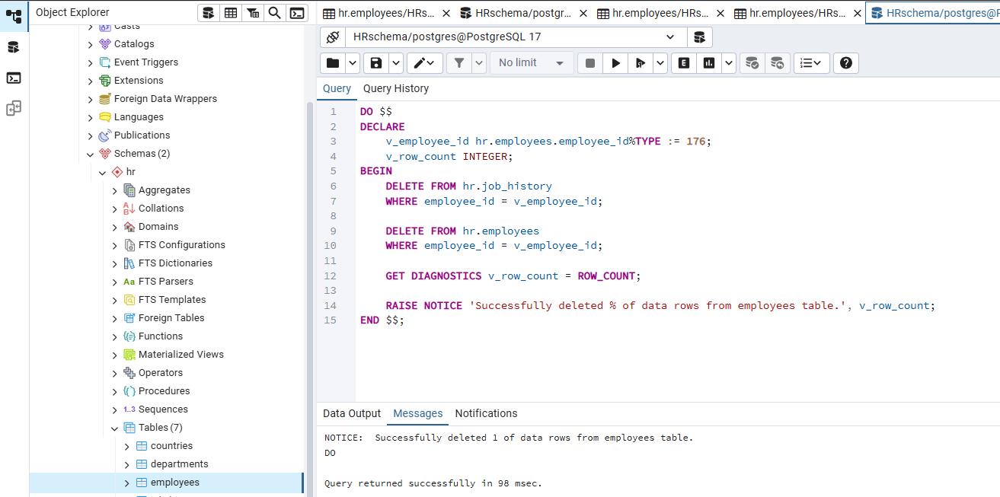 Object Explorer
Casts
Catalogs
Event Triggers
Extensions
Foreign Data Wrappers
Languages
Publications
Schemas (2)
hr
Aggregates
Collations
Domains
FTS Configurations
FTS Dictionaries
Aa FTS Parsers
FTS Templates
Foreign Tables
Functions
Materialized Views
Operators
Procedures
1..3 Sequences
Tables (7)
countries
departments
employees
hr.employees/HRs... HRschema/postgr... hr.employees/HRs... hr.employees/HRs... HRschema/postgres@P
HRschema/postgres@PostgreSQL 17
No limit
E
Query Query History
1 DO $$
2 DECLARE
3 v_employee_id hr.employees.employee_id%TYPE := 176;
4 v_row_count INTEGER;
5 BEGIN
6 DELETE FROM hr.job_history
7 WHERE employee_id = v_employee_id;
8
9 DELETE FROM hr.employees
10 WHERE employee_id = v_employee_id;
11
12 GET DIAGNOSTICS v_row_count = ROW_COUNT;
13
14 RAISE NOTICE 'Successfully deleted % of data rows from employees table.', v_row_count;
15 END $$;
Data Output Messages Notifications
NOTICE:  Successfully deleted 1 of data rows from employees table.
DO
Query returned successfully in 98 msec.